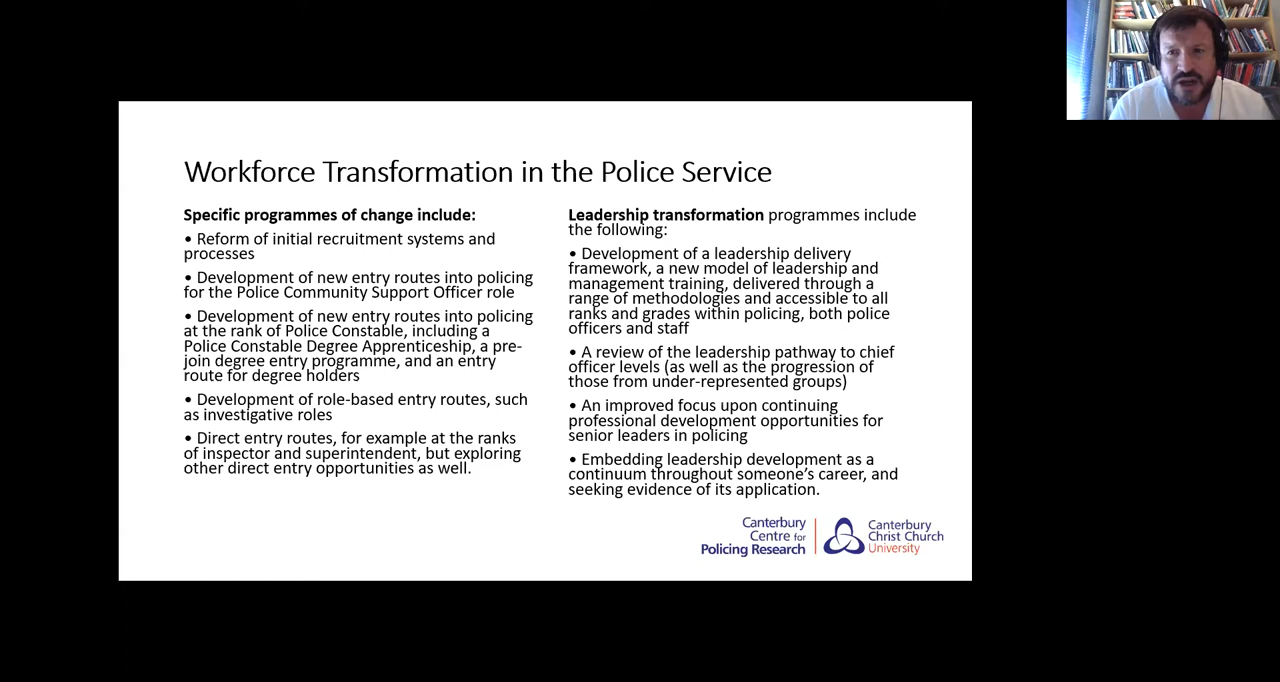 Workforce Transformation in the Police Service
Specific programmes of change include:
• Reform of initial recruitment systems and
processes
• Development of new entry routes into policing
for the Police Community Support Officer role
• Development of new entry routes into policing
at the rank of Police Constable, including a
Police Constable Degree Apprenticeship, a pre-
join degree entry programme, and an entry
route for degree holders
• Development of role-based entry routes, such
as investigative roles
• Direct entry routes, for example at the ranks
of inspector and superintendent, but exploring
other direct entry opportunities as well.
Leadership transformation programmes include
the following:
• Development of a leadership delivery
framework, a new model of leadership and
management training, delivered through a
range of methodologies and accessible to all
ranks and grades within policing, both police
officers and staff
• A review of the leadership pathway to chief
officer levels (as well as the progression of
those from under-represented groups)
• An improved focus upon continuing
professional development opportunities for
senior leaders in policing
• Embedding leadership development as a
continuum throughout someone's career, and
seeking evidence of its application.
Canterbury
Centre for
Policing Research
Canterbury
Christ Church
University